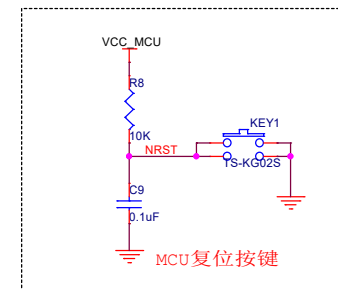 VCC_MCU
R8
10K
NRST
KEY1
TS-KG02S
C9
0.1uF
MCU复位按键